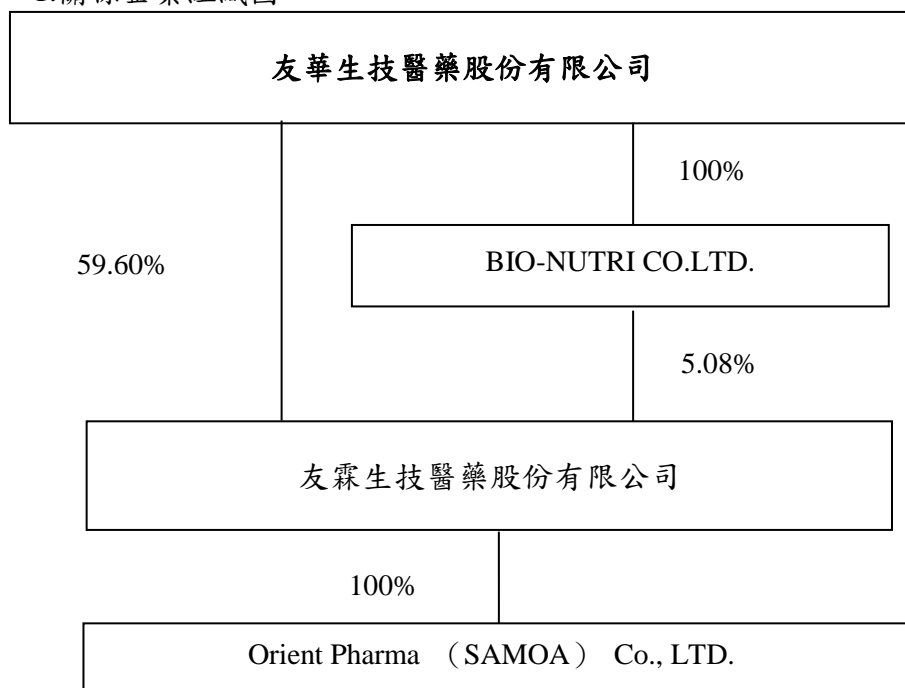 友華生技醫藥股份有限公司
100%
59.60%
BIO-NUTRI CO.LTD.
5.08%
友霖生技醫藥股份有限公司
100%
Orient Pharma （SAMOA） Co., LTD.